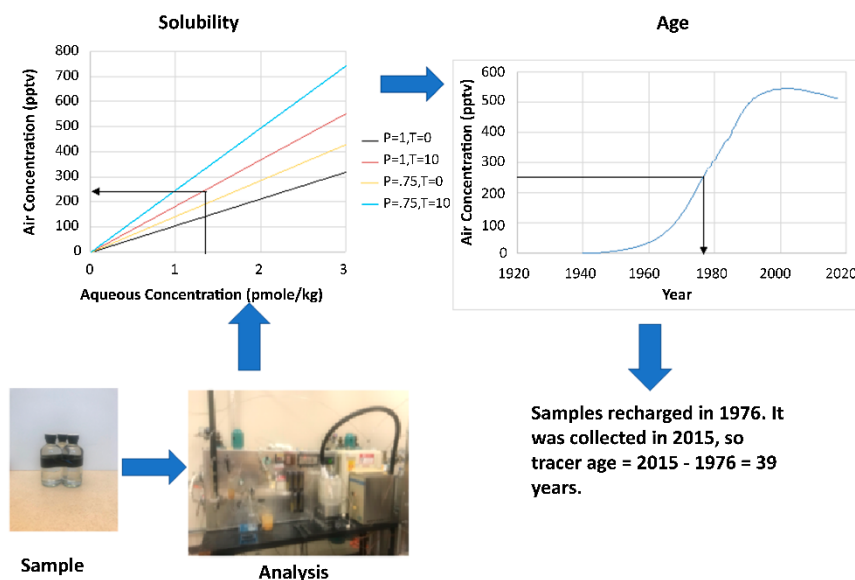 Solubility
Air Concentration (pptv)
800
700
600
500
400
300
200
100
0
0
1
2
3
Aqueous Concentration (pmole/kg)
P=1,T=0
P=1,T=10
P=.75,T=0
P=.75,T=10
Age
Air Concentration (pptv)
600
500
400
300
200
100
0
1920
1940
1960
1980
2000
2020
Year
Samples recharged in 1976. It
was collected in 2015, so
tracer age = 2015 - 1976 = 39
years.
Sample
Analysis